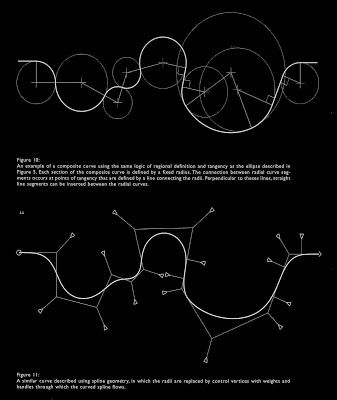 Figure 10:
An example of a composite curve using the same logic of regional definition and tangency as the ellipse described in
Figure 5. Each section of the composite curve is defined by a fixed radius. The connection between radial curve seg-
ments occurs at points of tangency that are defined by a line connecting the radii. Perpendicular to theses lines, straight
line segments can be inserted between the radial curves.
44
Figure 11:
A similar curve described using spline geometry, in which the radii are replaced by control vertices with weights and
handles through which the curved spline flows.